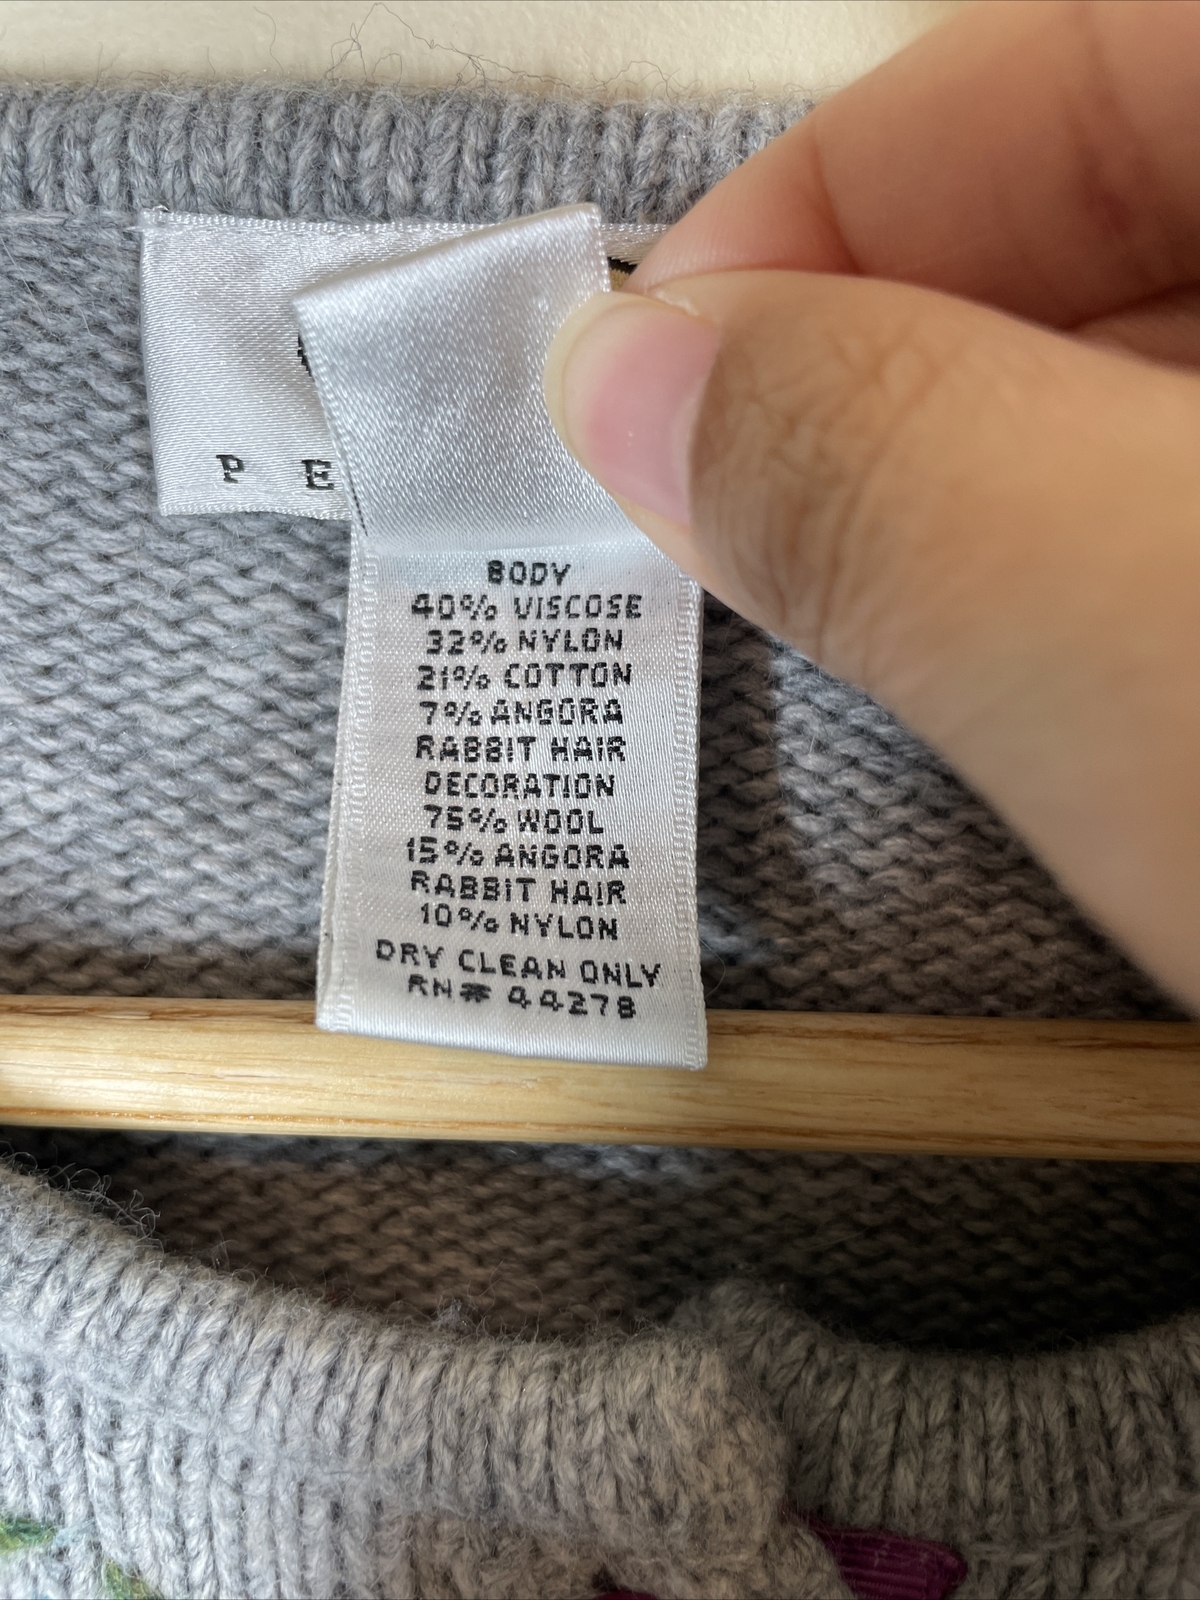 P E
BODY
40% VISCOSE
32% NYLON
21% COTTON
7% ANGORA
RABBIT HAIR
DECORATION
75% WOOL
15% ANGORA
RABBIT HAIR
10% NYLON
DRY CLEAN ONLY
RN# 44278